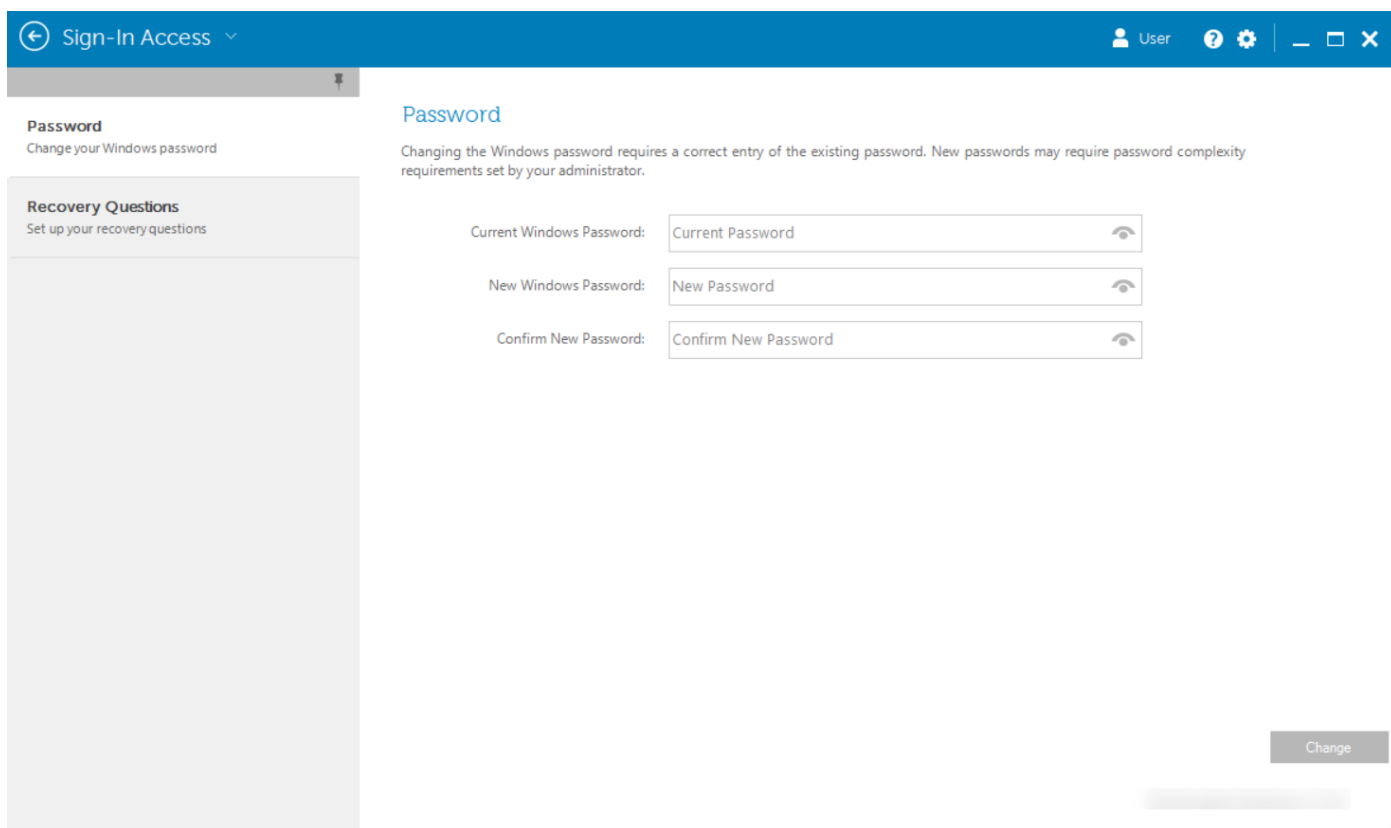 Sign-In Access
User
Password
Change your Windows password
Recovery Questions
Set up your recovery questions
Password
Changing the Windows password requires a correct entry of the existing password. New passwords may require password complexity
requirements set by your administrator.
Current Windows Password: Current Password
New Windows Password: New Password
Confirm New Password: Confirm New Password
Change